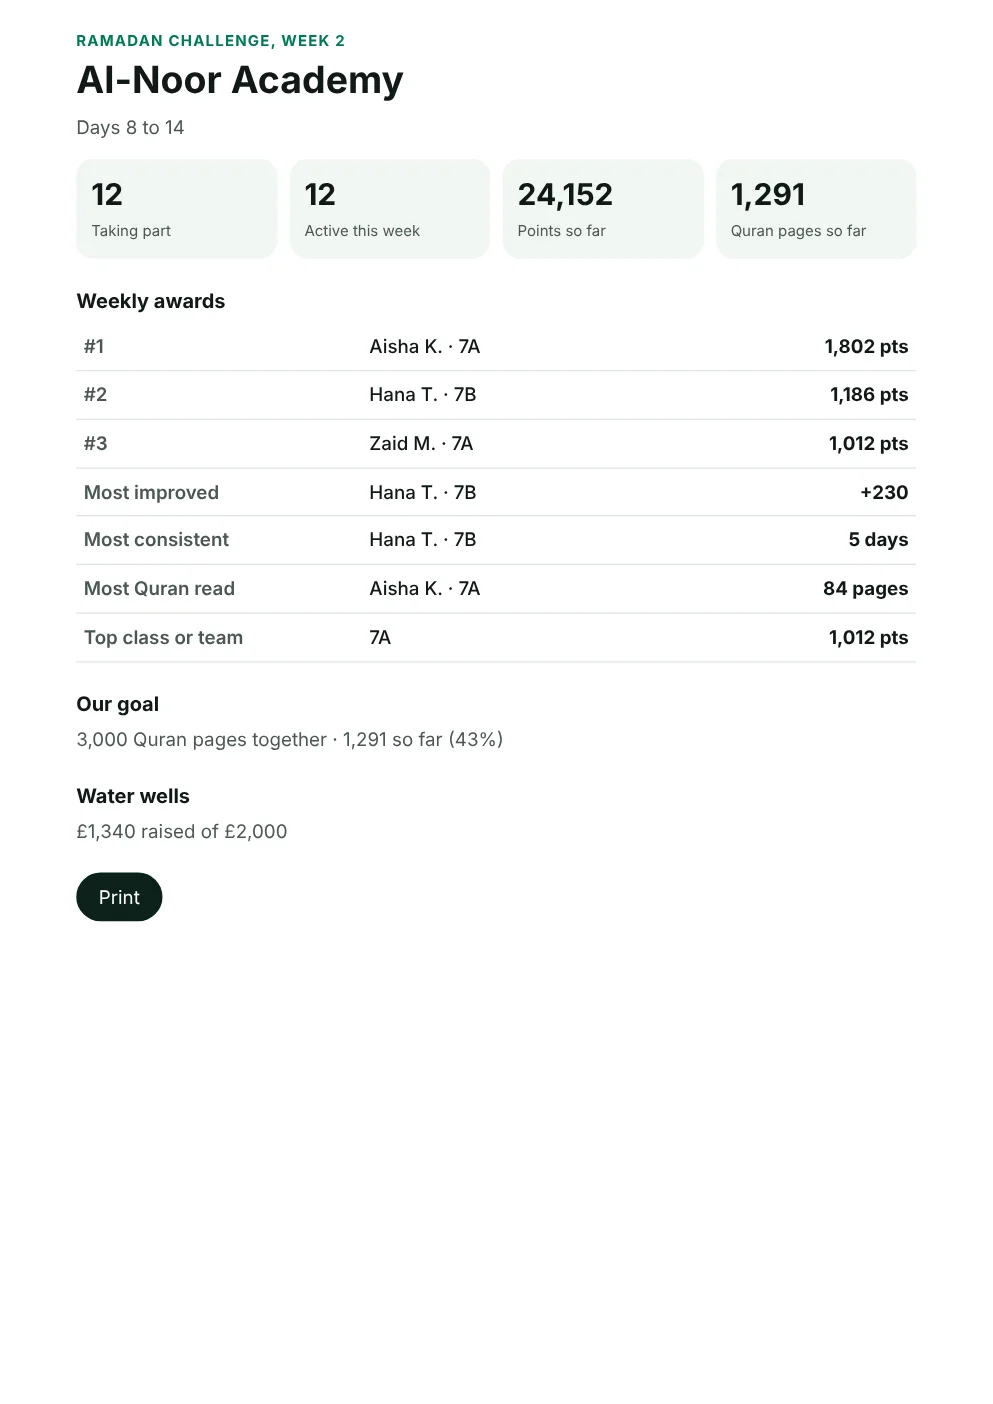 RAMADAN CHALLENGE, WEEK 2
Al-Noor Academy
Days 8 to 14
12
Taking part
12
Active this week
24,152
Points so far
1,291
Quran pages so far
Weekly awards
#1 Aisha K. · 7A 1,802 pts
#2 Hana T. · 7B 1,186 pts
#3 Zaid M. · 7A 1,012 pts
Most improved Hana T. · 7B +230
Most consistent Hana T. · 7B 5 days
Most Quran read Aisha K. · 7A 84 pages
Top class or team 7A 1,012 pts
Our goal
3,000 Quran pages together · 1,291 so far (43%)
Water wells
£1,340 raised of £2,000
Print